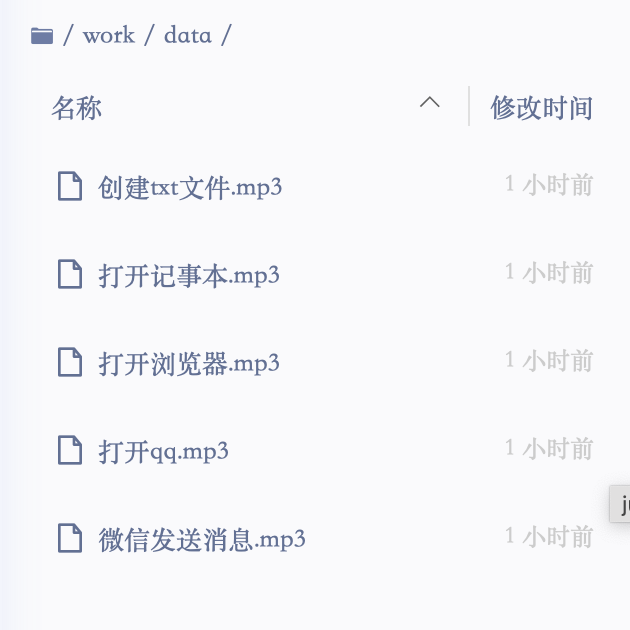 / work / data /
名称 修改时间
创建txt文件.mp3 1 小时前
打开记事本.mp3 1 小时前
打开浏览器.mp3 1 小时前
打开qq.mp3 1 小时前
微信发送消息.mp3 1 小时前